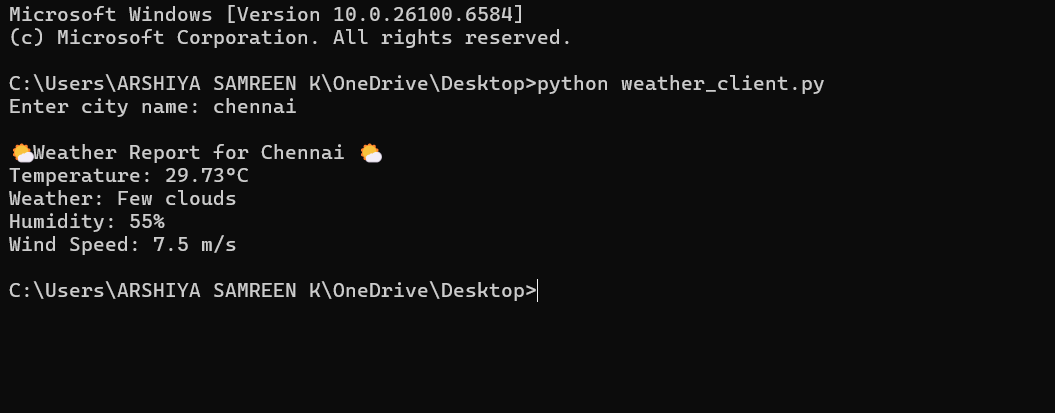 Microsoft Windows [Version 10.0.26100.6584]
(c) Microsoft Corporation. All rights reserved.
C:\Users\ARSHIYA SAMREEN K\OneDrive\Desktop>python weather_client.py
Enter city name: chennai
🌤️Weather Report for Chennai 🌤️
Temperature: 29.73°C
Weather: Few clouds
Humidity: 55%
Wind Speed: 7.5 m/s
C:\Users\ARSHIYA SAMREEN K\OneDrive\Desktop>